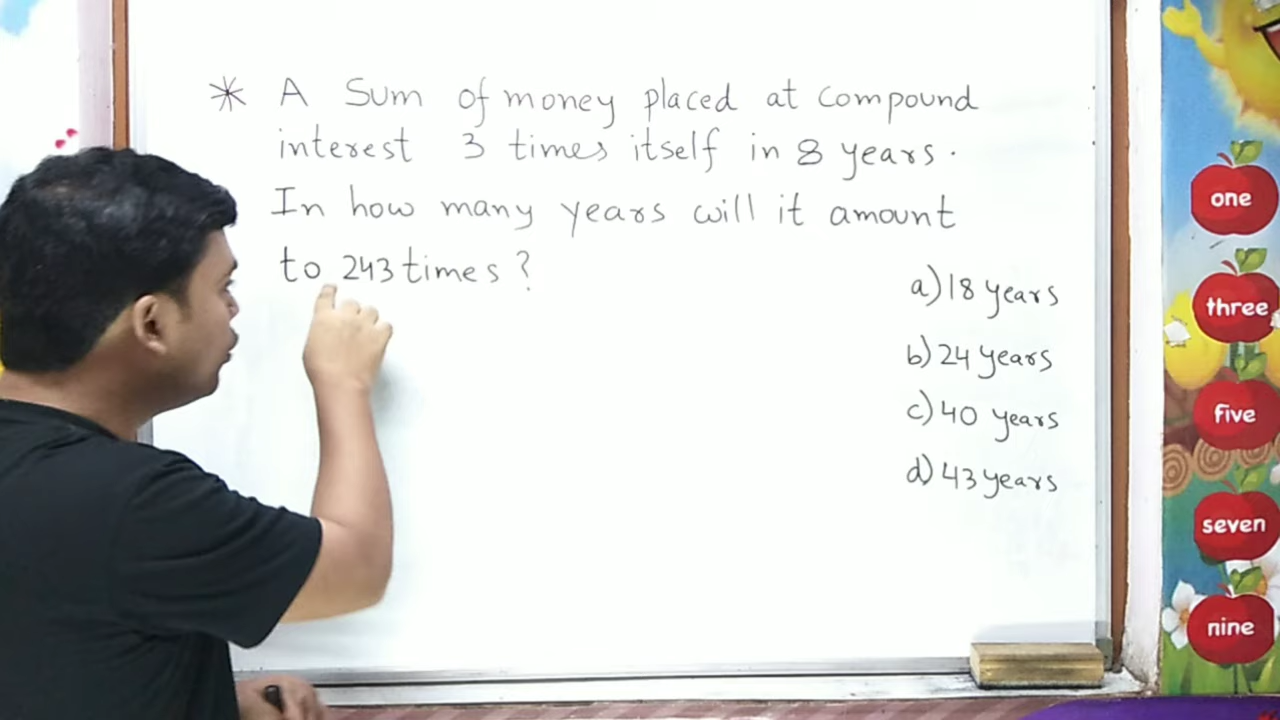 * A Sum of money placed at compound
interest 3 times itself in 8 years.
In how many years will it amount
to 243 times?
a) 18 years
b) 24 years
c) 40 years
d) 43 years
one
three
five
seven
nine